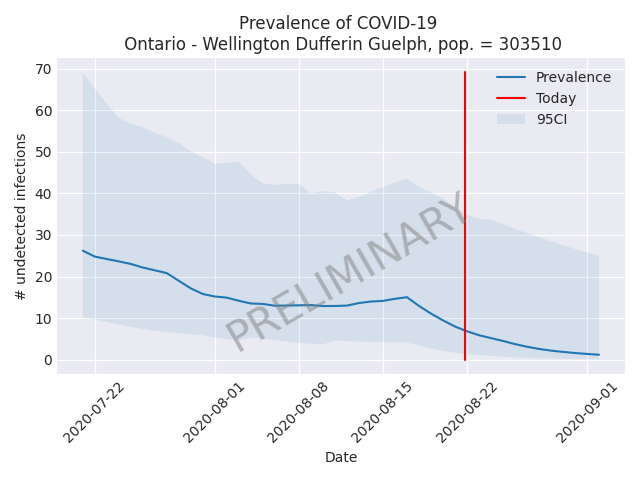 Prevalence of COVID-19
Ontario - Wellington Dufferin Guelph, pop. = 303510
Prevalence
Today
95CI
PRELIMINARY
# undetected infections
70
60
50
40
30
20
10
0
2020-07-22
2020-08-01
2020-08-08
2020-08-15
2020-08-22
2020-09-01
Date